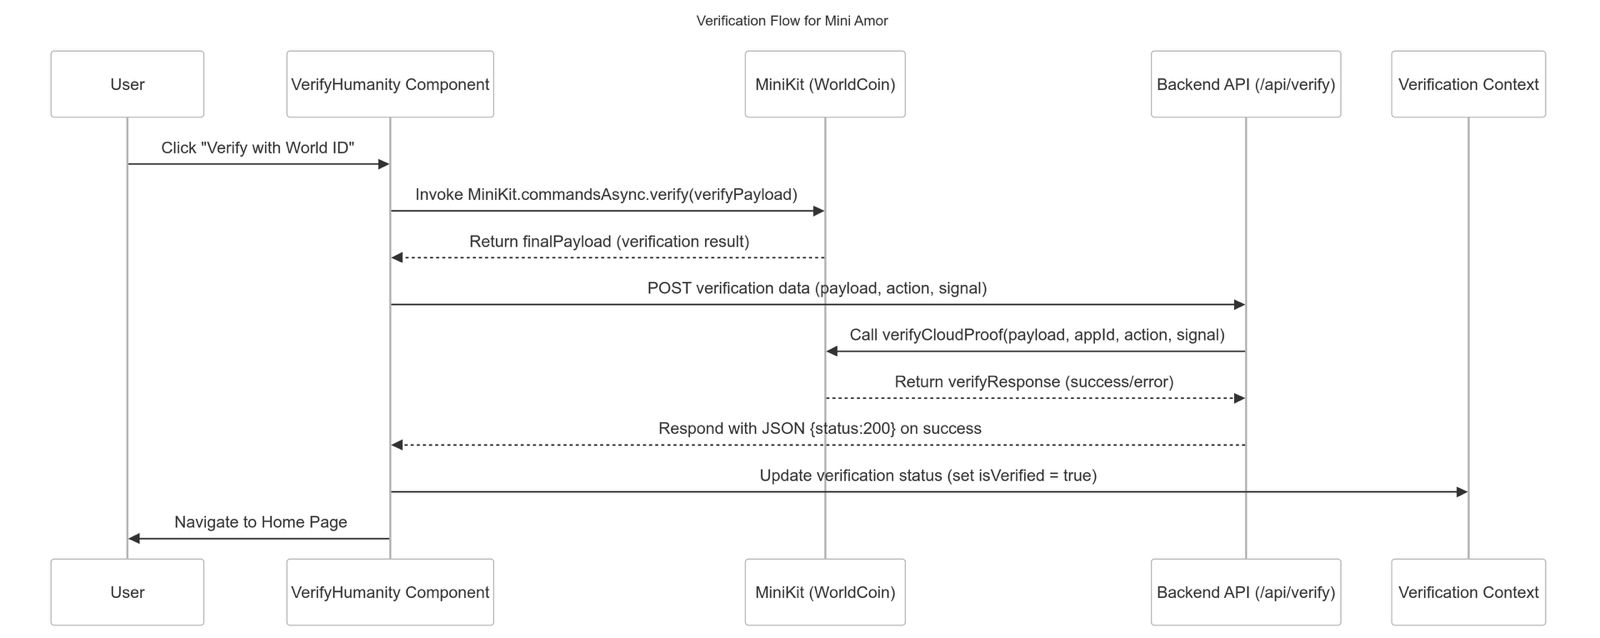 Verification Flow for Mini Amor
User
VerifyHumanity Component
MiniKit (WorldCoin)
Backend API (/api/verify)
Verification Context
Click "Verify with World ID"
Invoke MiniKit.commandsAsync.verify(verifyPayload)
Return finalPayload (verification result)
POST verification data (payload, action, signal)
Call verifyCloudProof(payload, appId, action, signal)
Return verifyResponse (success/error)
Respond with JSON {status:200} on success
Update verification status (set isVerified = true)
Navigate to Home Page
User
VerifyHumanity Component
MiniKit (WorldCoin)
Backend API (/api/verify)
Verification Context